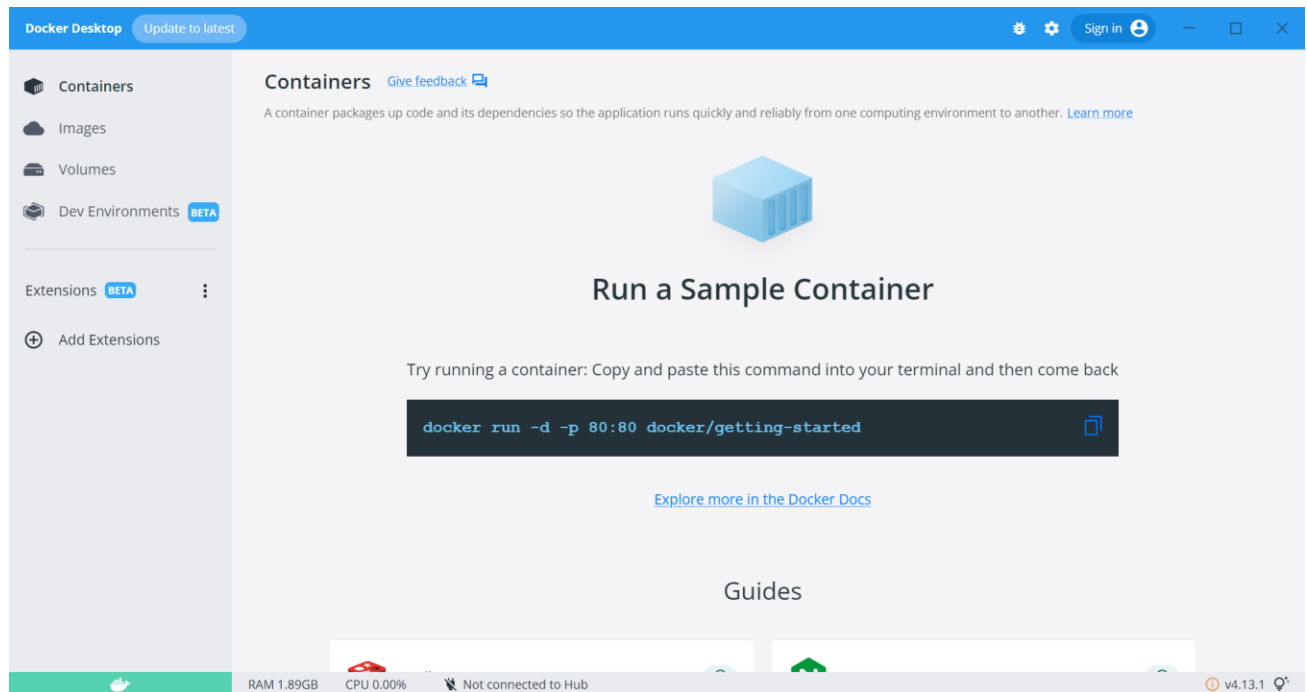 Docker Desktop Update to latest Sign in
Containers
Images
Volumes
Dev Environments BETA
Extensions BETA
Add Extensions
Containers Give feedback
A container packages up code and its dependencies so the application runs quickly and reliably from one computing environment to another. Learn more
Run a Sample Container
Try running a container: Copy and paste this command into your terminal and then come back
docker run -d -p 80:80 docker/getting-started
Explore more in the Docker Docs
Guides
RAM 1.89GB CPU 0.00% Not connected to Hub v4.13.1